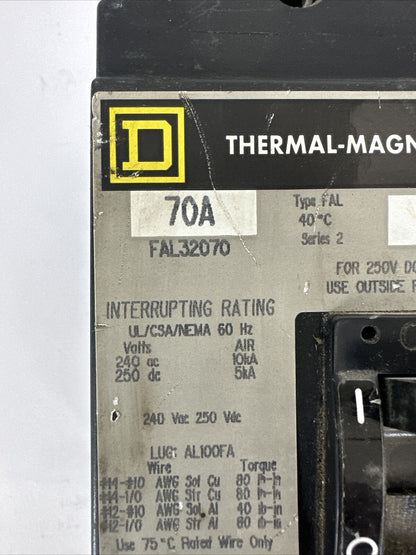 D
THERMAL-MAGN
70A
FAL32070
Type FAL
40°C
Series 2
FOR 250V DC
USE OUTSIDE
INTERRUPTING RATING
UL/CSA/NEMA 60 Hz
Volts AIR
240 ac 10kA
250 dc 5kA
240 Vac 250 Vdc
LUG: AL100FA
Wire Torque
#14-#10 AWG Sol Cu 80 lb-in
#14-1/0 AWG Str Cu 80 lb-in
#12-#10 AWG Sol Al 40 lb-in
#12-1/0 AWG Str Al 80 lb-in
Use 75°C Rated Wire Only
I
O